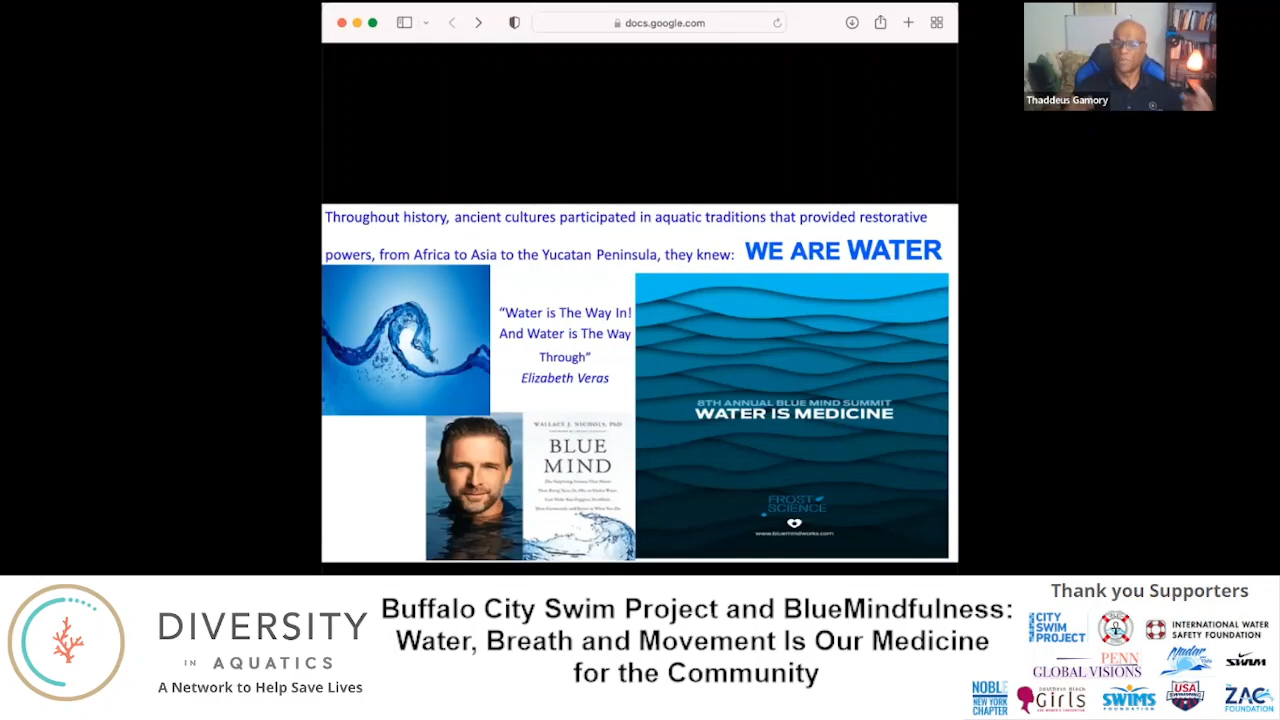 docs.google.com
Thaddeus Gamory
Throughout history, ancient cultures participated in aquatic traditions that provided restorative
powers, from Africa to Asia to the Yucatan Peninsula, they knew: WE ARE WATER
“Water is The Way In!
And Water is The Way
Through”
Elizabeth Veras
WALLACE J. NICHOLS, PhD
BLUE
MIND
8TH ANNUAL BLUE MIND SUMMIT
WATER IS MEDICINE
FROST
SCIENCE
www.bluemindworks.com
DIVERSITY
IN AQUATICS
A Network to Help Save Lives
Buffalo City Swim Project and BlueMindfulness:
Water, Breath and Movement Is Our Medicine
for the Community
Thank you Supporters
CITY
SWIM
PROJECT
INTERNATIONAL WATER
SAFETY FOUNDATION
PENN
GLOBAL VISIONS
SWIM
NEW YORK
CHAPTER
Girls
SWIMS
FOUNDATION
USA
SWIMMING
ZAC
FOUNDATION